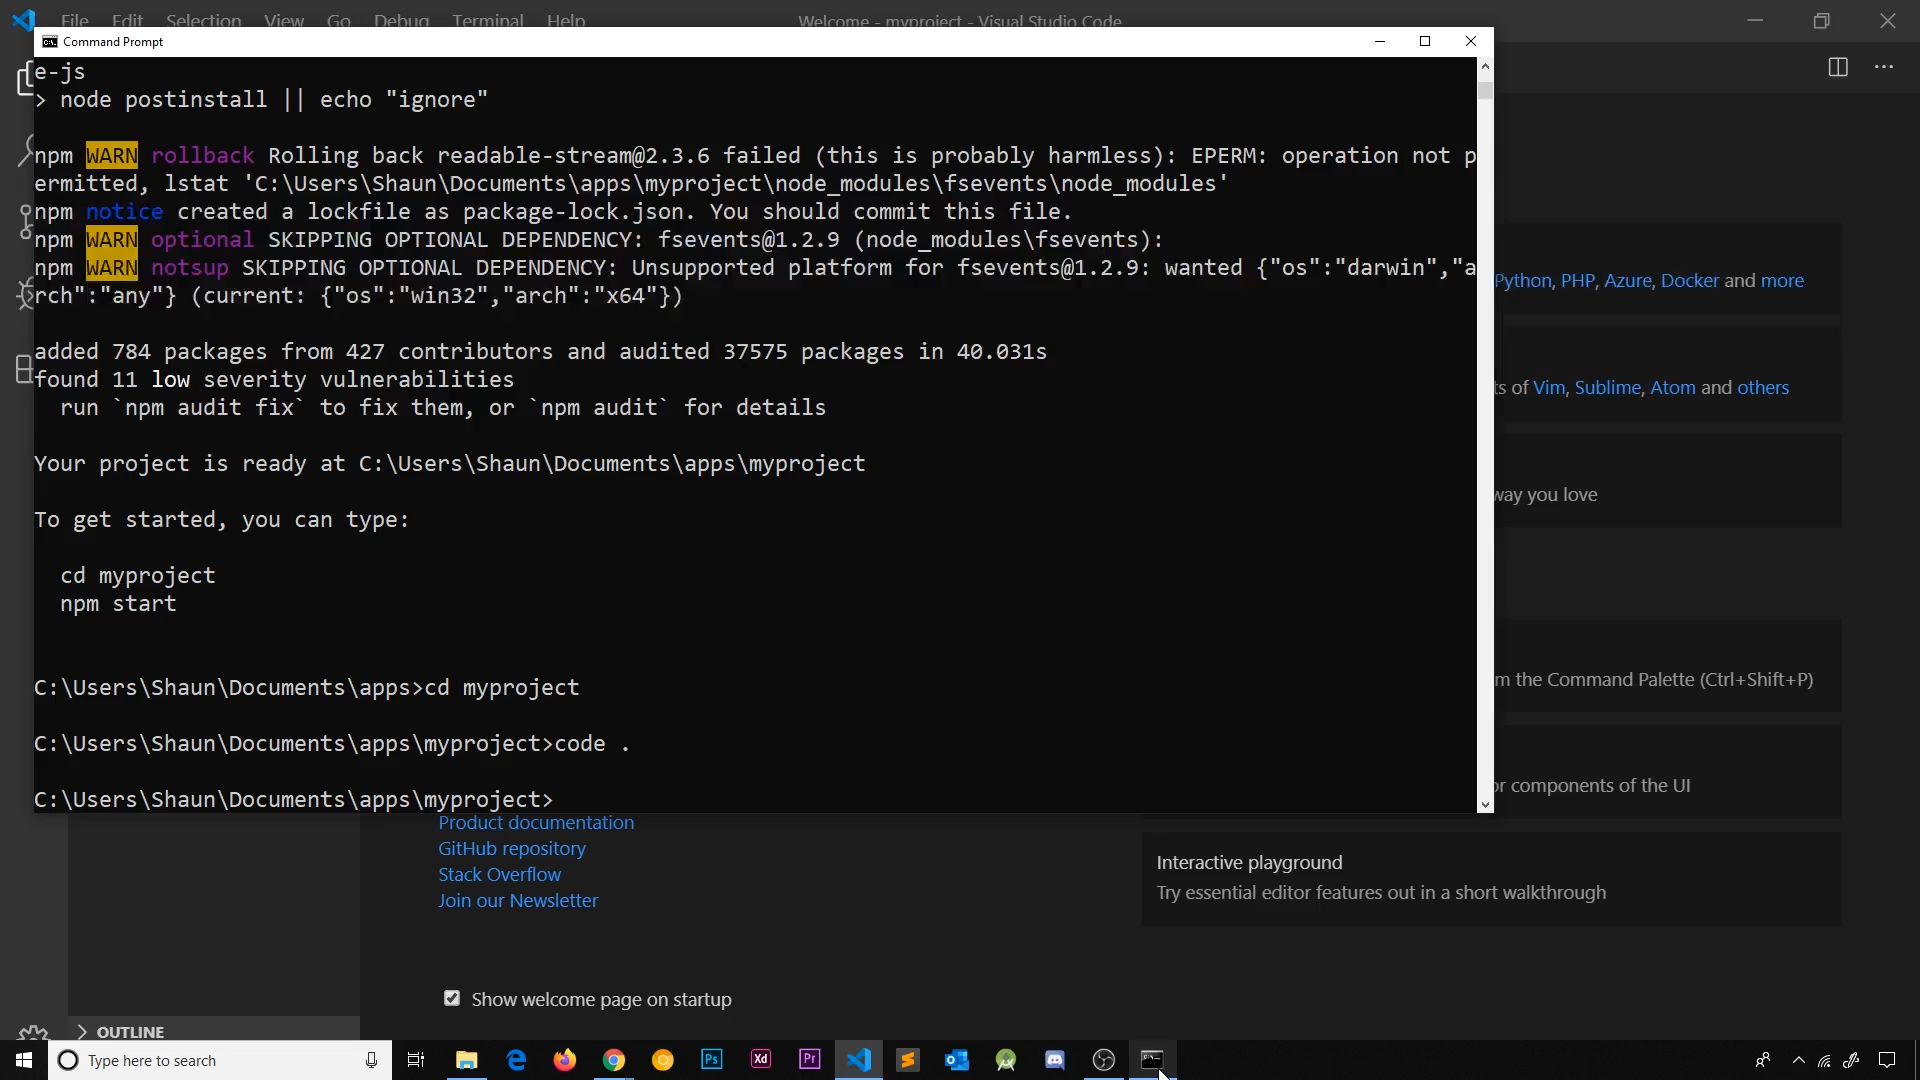 File Edit Selection View Go Debug Terminal Help
Welcome - myproject - Visual Studio Code
Command Prompt
e-js
> node postinstall || echo "ignore"
npm WARN rollback Rolling back readable-stream@2.3.6 failed (this is probably harmless): EPERM: operation not p
ermitted, lstat 'C:\Users\Shaun\Documents\apps\myproject\node_modules\fsevents\node_modules'
npm notice created a lockfile as package-lock.json. You should commit this file.
npm WARN optional SKIPPING OPTIONAL DEPENDENCY: fsevents@1.2.9 (node_modules\fsevents):
npm WARN notsup SKIPPING OPTIONAL DEPENDENCY: Unsupported platform for fsevents@1.2.9: wanted {"os":"darwin","a
rch":"any"} (current: {"os":"win32","arch":"x64"})
added 784 packages from 427 contributors and audited 37575 packages in 40.031s
found 11 low severity vulnerabilities
run `npm audit fix` to fix them, or `npm audit` for details
Your project is ready at C:\Users\Shaun\Documents\apps\myproject
To get started, you can type:
cd myproject
npm start
C:\Users\Shaun\Documents\apps>cd myproject
C:\Users\Shaun\Documents\apps\myproject>code .
C:\Users\Shaun\Documents\apps\myproject>
Python, PHP, Azure, Docker and more
ts of Vim, Sublime, Atom and others
way you love
m the Command Palette (Ctrl+Shift+P)
or components of the UI
Product documentation
GitHub repository
Stack Overflow
Join our Newsletter
Interactive playground
Try essential editor features out in a short walkthrough
Show welcome page on startup
OUTLINE
Type here to search
Ps
Xd
Pr